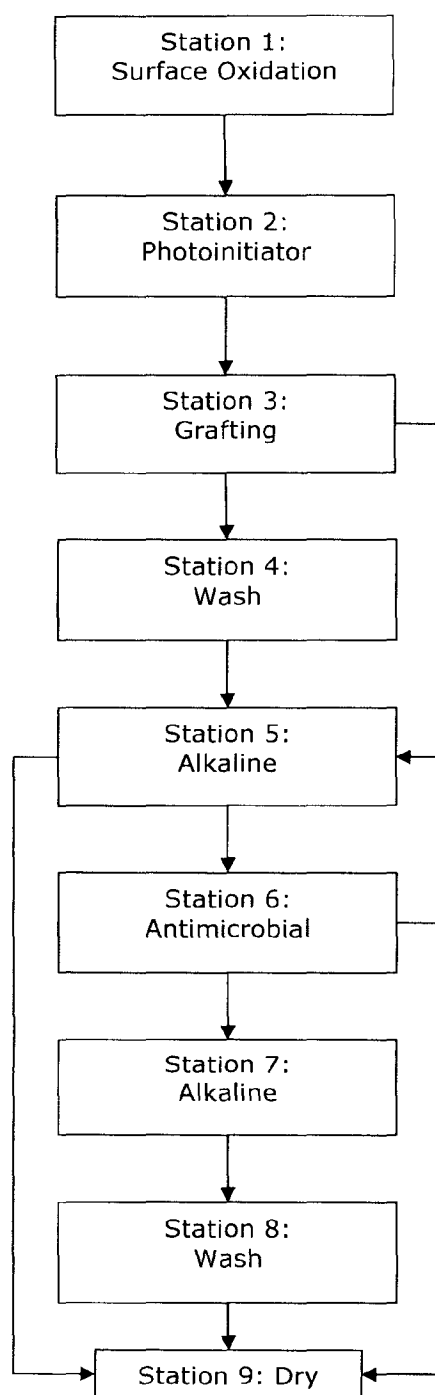 Station 1:
Surface Oxidation
Station 2:
Photoinitiator
Station 3:
Grafting
Station 4:
Wash
Station 5:
Alkaline
Station 6:
Antimicrobial
Station 7:
Alkaline
Station 8:
Wash
Station 9: Dry